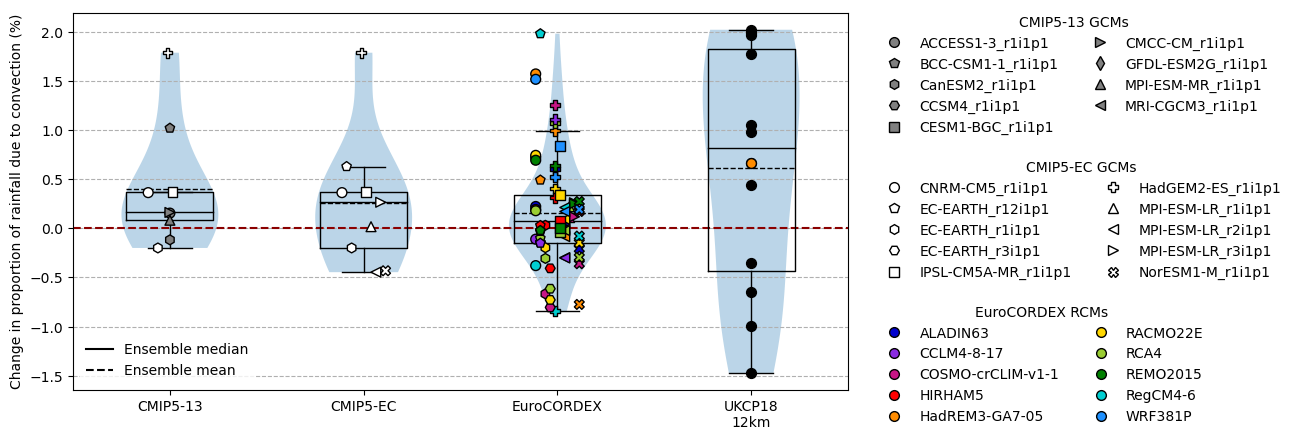 Change in proportion of rainfall due to convection (%)
2.0
1.5
1.0
0.5
0.0
−0.5
−1.0
−1.5
Ensemble median
Ensemble mean
CMIP5-13
CMIP5-EC
EuroCORDEX
UKCP18
12km
CMIP5-13 GCMs
ACCESS1-3_r1i1p1
BCC-CSM1-1_r1i1p1
CanESM2_r1i1p1
CCSM4_r1i1p1
CESM1-BGC_r1i1p1
CMCC-CM_r1i1p1
GFDL-ESM2G_r1i1p1
MPI-ESM-MR_r1i1p1
MRI-CGCM3_r1i1p1
CMIP5-EC GCMs
CNRM-CM5_r1i1p1
EC-EARTH_r12i1p1
EC-EARTH_r1i1p1
EC-EARTH_r3i1p1
IPSL-CM5A-MR_r1i1p1
HadGEM2-ES_r1i1p1
MPI-ESM-LR_r1i1p1
MPI-ESM-LR_r2i1p1
MPI-ESM-LR_r3i1p1
NorESM1-M_r1i1p1
EuroCORDEX RCMs
ALADIN63
CCLM4-8-17
COSMO-crCLIM-v1-1
HIRHAM5
HadREM3-GA7-05
RACMO22E
RCA4
REMO2015
RegCM4-6
WRF381P